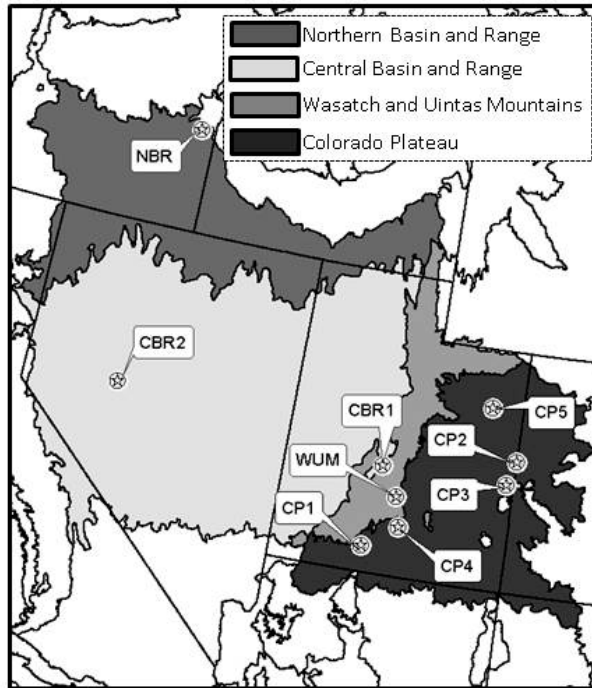 Northern Basin and Range
Central Basin and Range
Wasatch and Uintas Mountains
Colorado Plateau
NBR
CBR2
CBR1
CP5
CP2
WUM
CP3
CP1
CP4